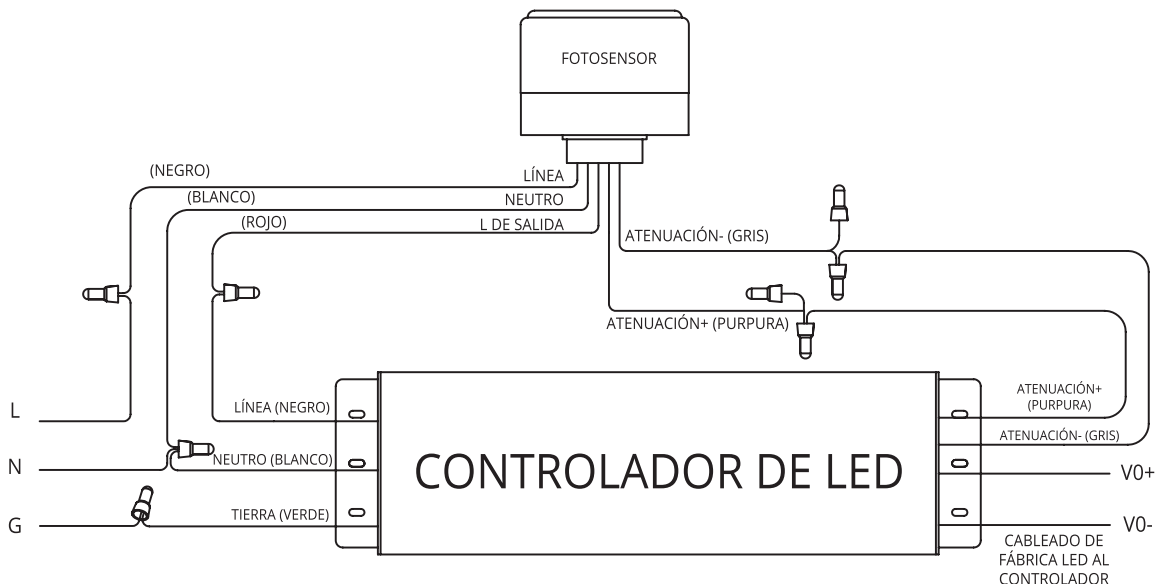 FOTOSENSOR
(NEGRO)
LÍNEA
(BLANCO)
NEUTRO
(ROJO)
L DE SALIDA
ATENUACIÓN- (GRIS)
ATENUACIÓN+ (PURPURA)
L
LÍNEA (NEGRO)
ATENUACIÓN+
(PURPURA)
ATENUACIÓN- (GRIS)
N
NEUTRO (BLANCO)
CONTROLADOR DE LED
V0+
G
TIERRA (VERDE)
V0-
CABLEADO DE
FÁBRICA LED AL
CONTROLADOR